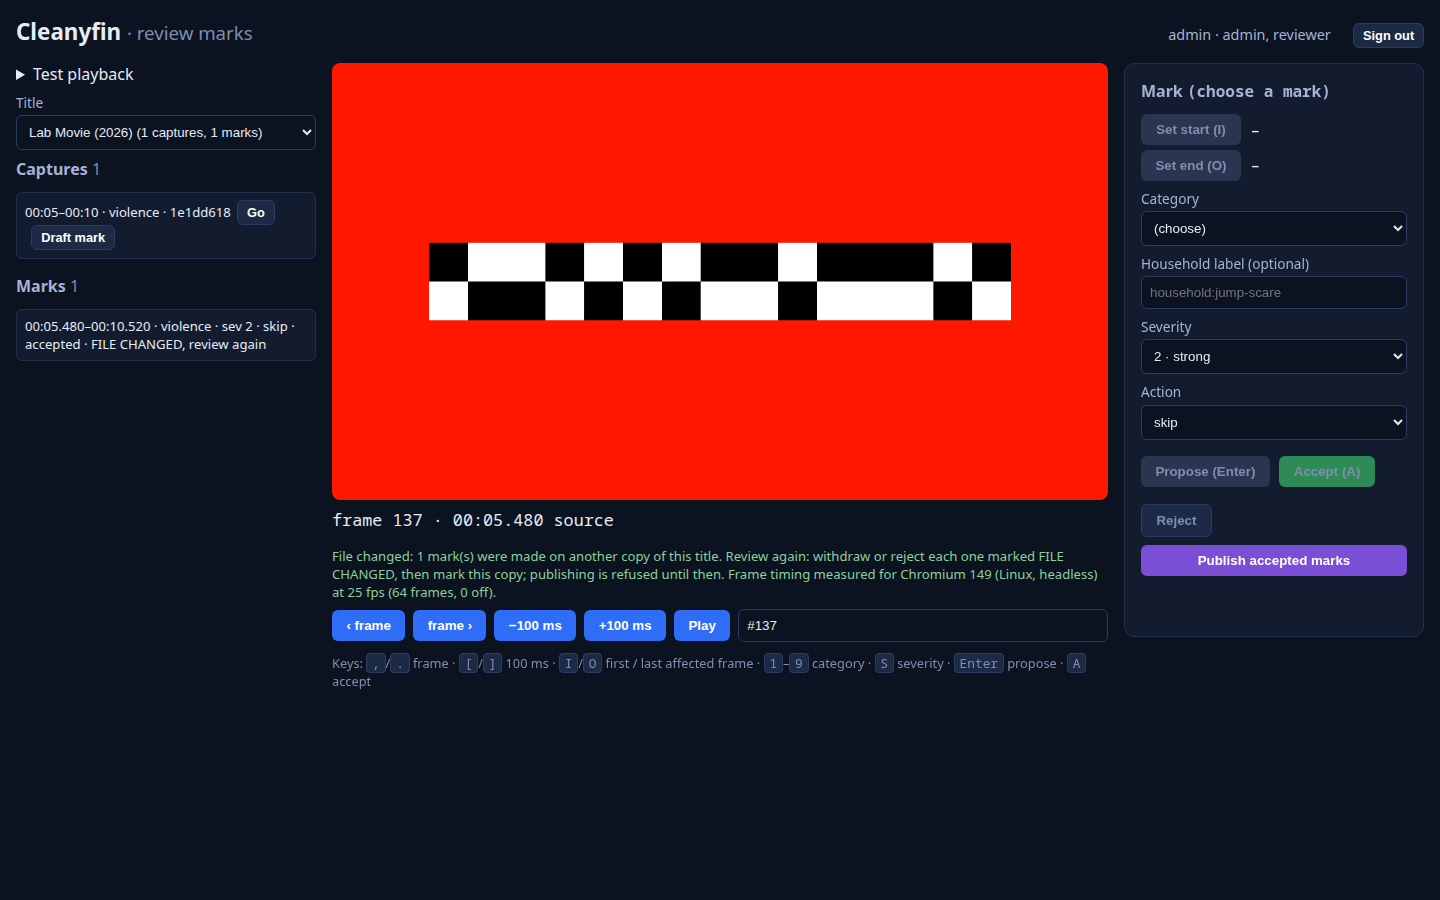 Cleanyfin · review marks
admin · admin, reviewer
Sign out
▶ Test playback
Title
Lab Movie (2026) (1 captures, 1 marks)
Captures 1
00:05–00:10 · violence · 1e1dd618 Go
Draft mark
Marks 1
00:05.480–00:10.520 · violence · sev 2 · skip ·
accepted · FILE CHANGED, review again
frame 137 · 00:05.480 source
File changed: 1 mark(s) were made on another copy of this title. Review again: withdraw or reject each one marked FILE
CHANGED, then mark this copy; publishing is refused until then. Frame timing measured for Chromium 149 (Linux, headless)
at 25 fps (64 frames, 0 off).
‹ frame
frame ›
−100 ms
+100 ms
Play
#137
Keys: , / . frame · [ / ] 100 ms · I / O first / last affected frame · 1 – 9 category · S severity · Enter propose · A
accept
Mark (choose a mark)
Set start (I) –
Set end (O) –
Category
(choose)
Household label (optional)
household:jump-scare
Severity
2 · strong
Action
skip
Propose (Enter)
Accept (A)
Reject
Publish accepted marks